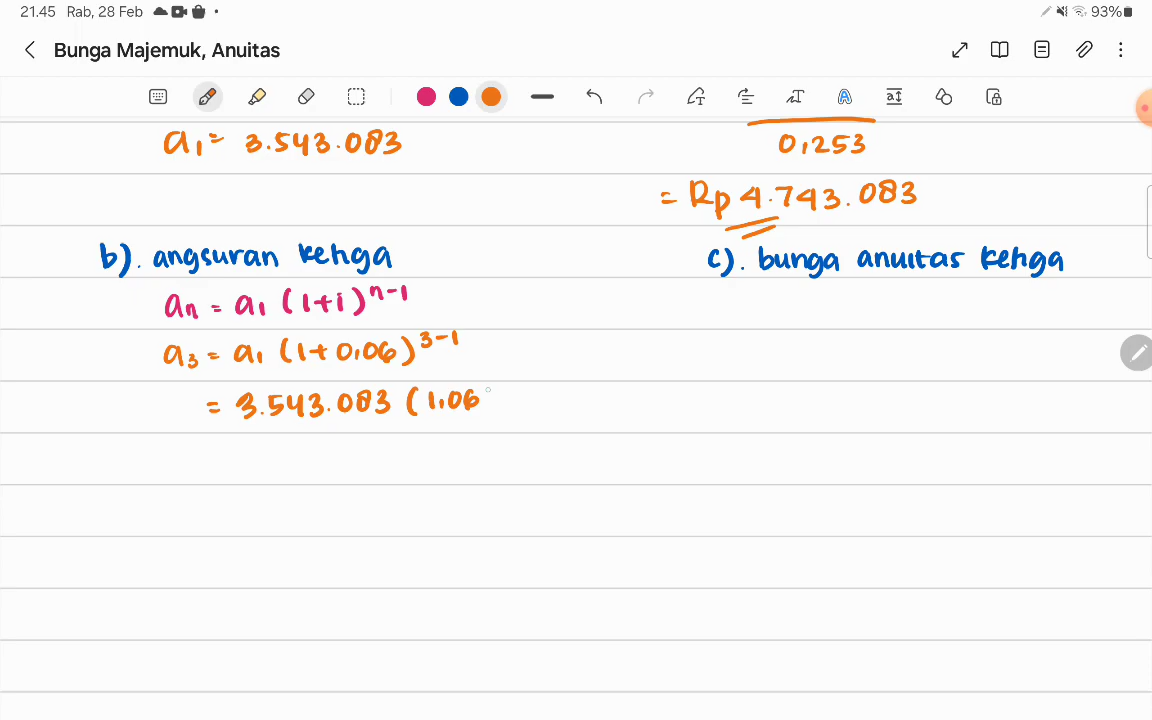 21.45 Rab, 28 Feb
93%
Bunga Majemuk, Anuitas
a₁ = 3.543.083
0,253
= Rp 4.743.083
b). angsuran ketiga
aₙ = a₁ (1+i)ⁿ⁻¹
a₃ = a₁ (1+0,06)³⁻¹
= 3.543.083 (1,06
c). bunga anuitas ketiga